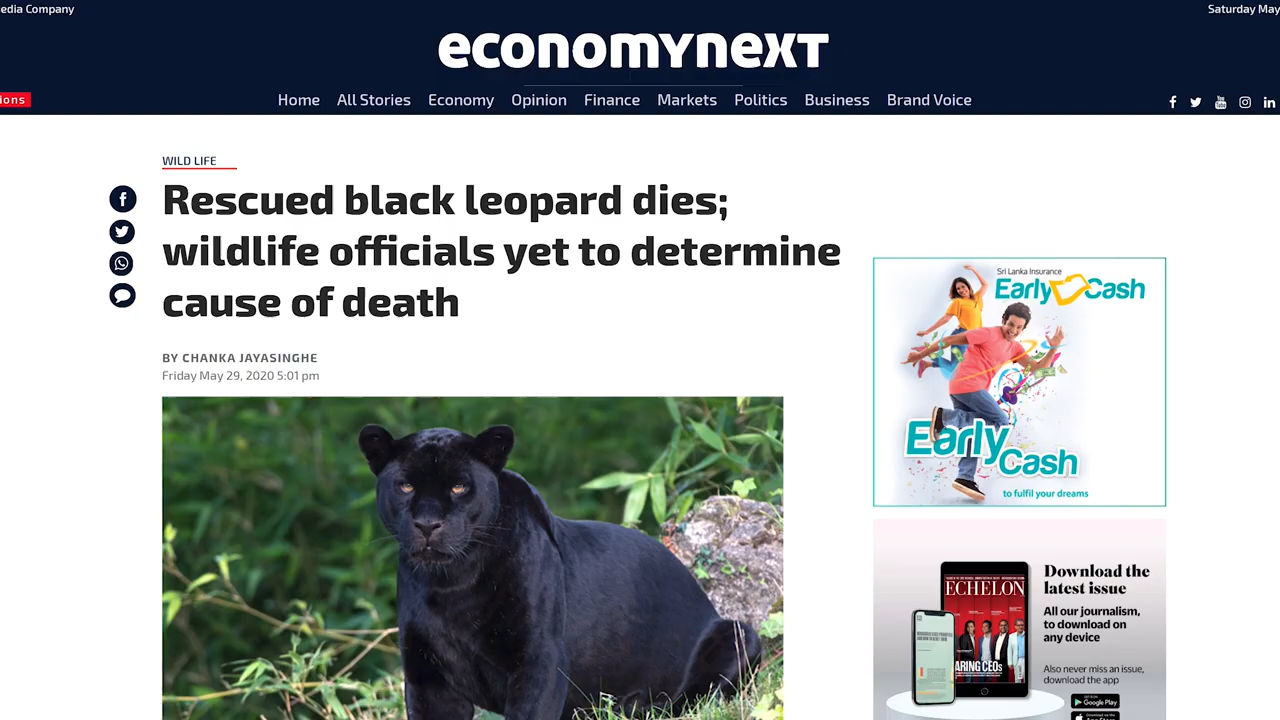 edia Company
Saturday May
economynext
ions
Home All Stories Economy Opinion Finance Markets Politics Business Brand Voice
WILD LIFE
Rescued black leopard dies;
wildlife officials yet to determine
cause of death
BY CHANKA JAYASINGHE
Friday May 29, 2020 5:01 pm
Sri Lanka Insurance
Early Cash
Early
Cash
to fulfil your dreams
Download the
latest issue
All our journalism,
to download on
any device
Also never miss an issue,
download the app
ECHELON
ARING CEOs
Google Play